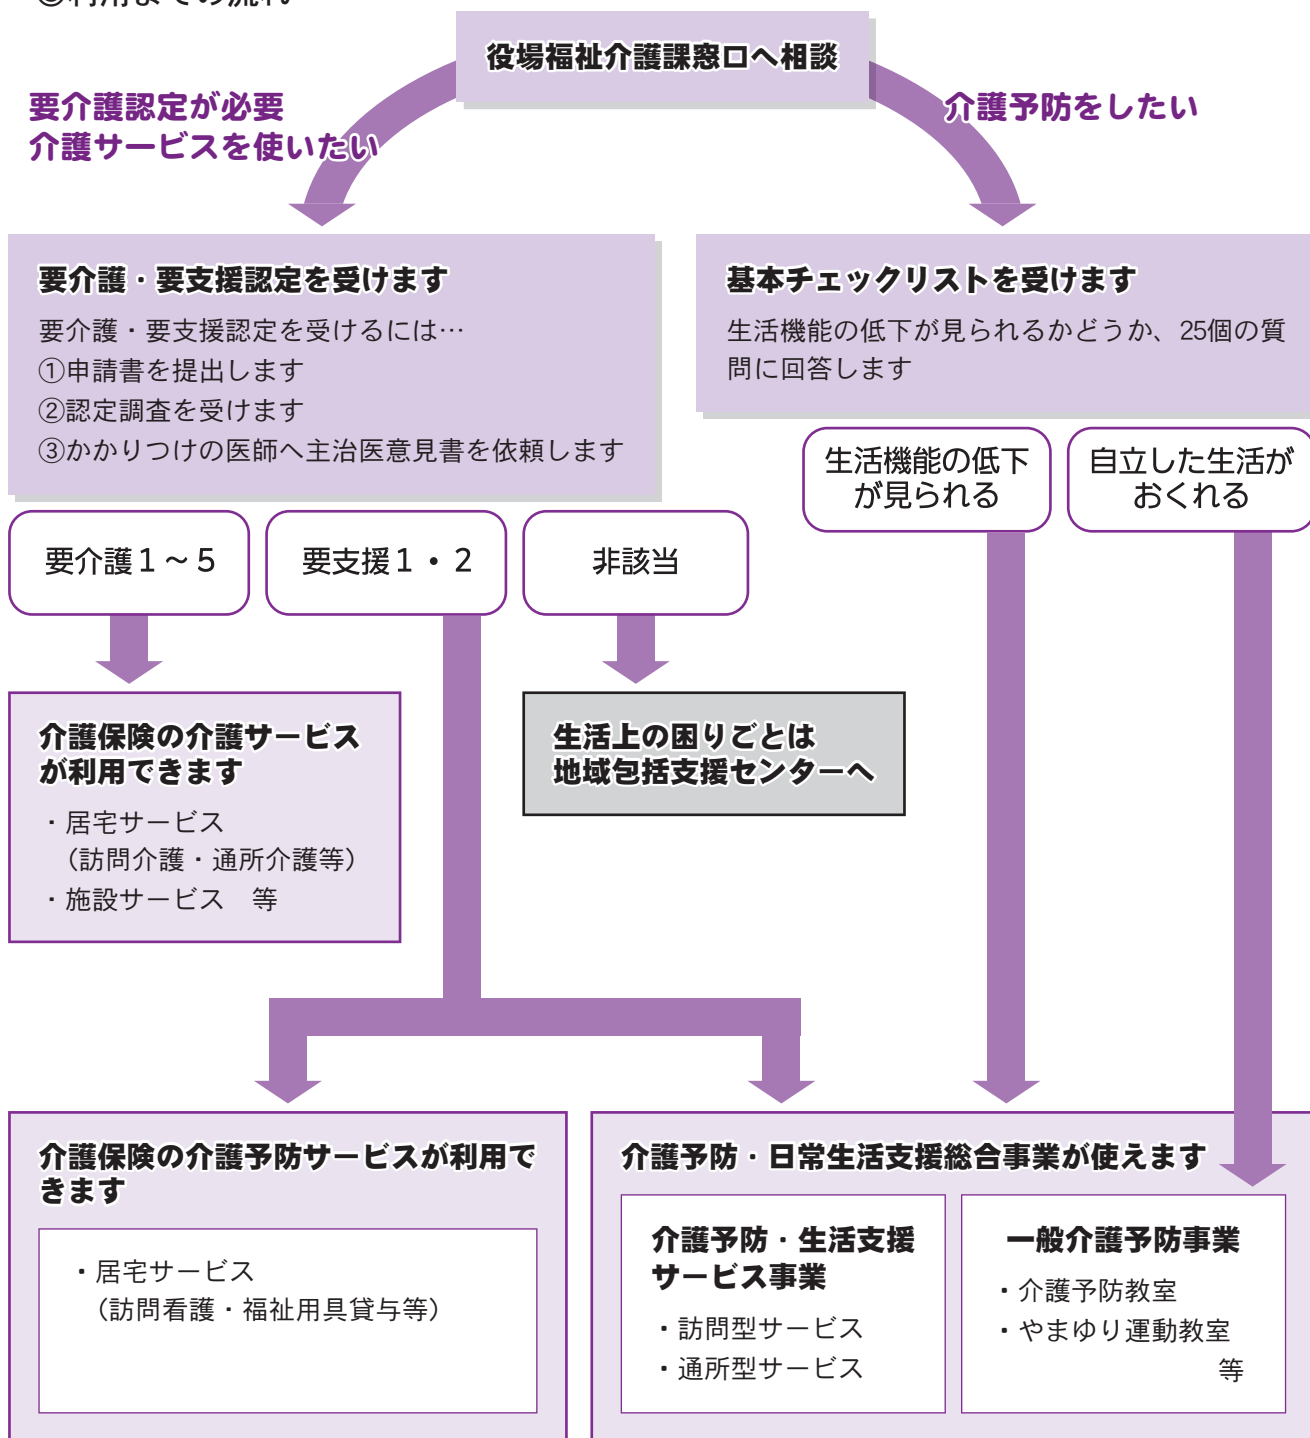 利用までの流れ
役場福祉介護課窓口へ相談
要介護認定が必要
介護サービスを使いたい
介護予防をしたい
要介護・要支援認定を受けます
要介護・要支援認定を受けるには…
①申請書を提出します
②認定調査を受けます
③かかりつけの医師へ主治医意見書を依頼します
基本チェックリストを受けます
生活機能の低下が見られるかどうか、25個の質
問に回答します
生活機能の低下
が見られる
自立した生活が
おくれる
要介護１～５
要支援１・２
非該当
介護保険の介護サービス
が利用できます
・居宅サービス
（訪問介護・通所介護等）
・施設サービス　等
生活上の困りごとは
地域包括支援センターへ
介護保険の介護予防サービスが利用で
きます
・居宅サービス
（訪問看護・福祉用具貸与等）
介護予防・日常生活支援総合事業が使えます
介護予防・生活支援
サービス事業
・訪問型サービス
・通所型サービス
一般介護予防事業
・介護予防教室
・やまゆり運動教室
等